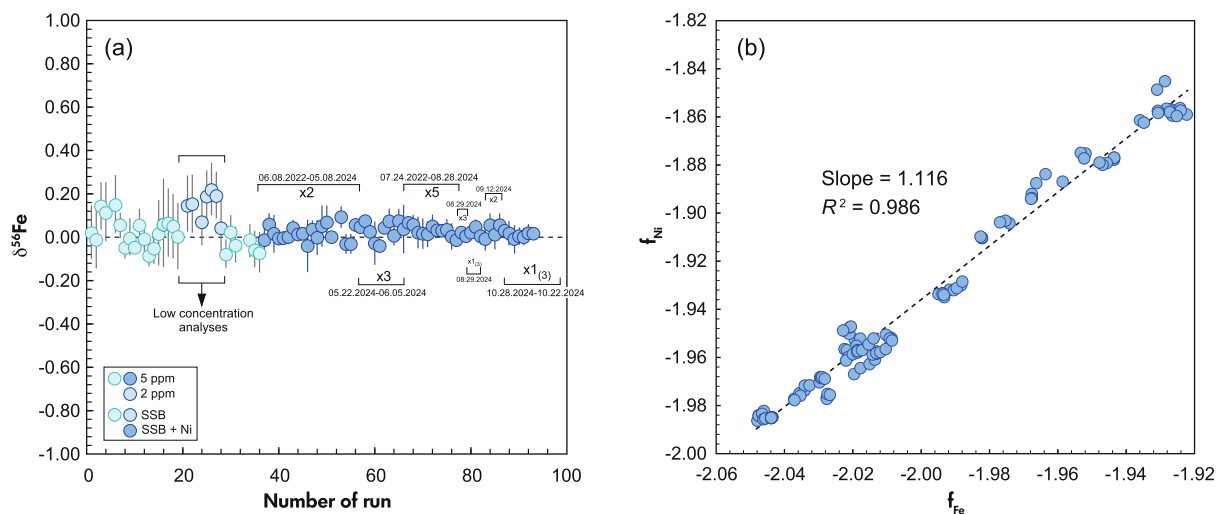 (a)
1.00
0.80
0.60
0.40
0.20
0.00
-0.20
-0.40
-0.60
-0.80
-1.00
δ⁵⁶Fe
06.08.2022-05.08.2024
x2
07.24.2022-08.28.2024
x5
08.29.2024
x3
09.12.2024
x2
x3
05.22.2024-06.05.2024
x1(3)
08.29.2024
x1(3)
10.28.2024-10.22.2024
Low concentration
analyses
5 ppm
2 ppm
SSB
SSB + Ni
0
20
40
60
80
100
Number of run
(b)
-1.82
-1.84
-1.86
-1.88
-1.90
-1.92
-1.94
-1.96
-1.98
-2.00
fNi
Slope = 1.116
R² = 0.986
-2.06
-2.04
-2.02
-2.00
-1.98
-1.96
-1.94
-1.92
fFe